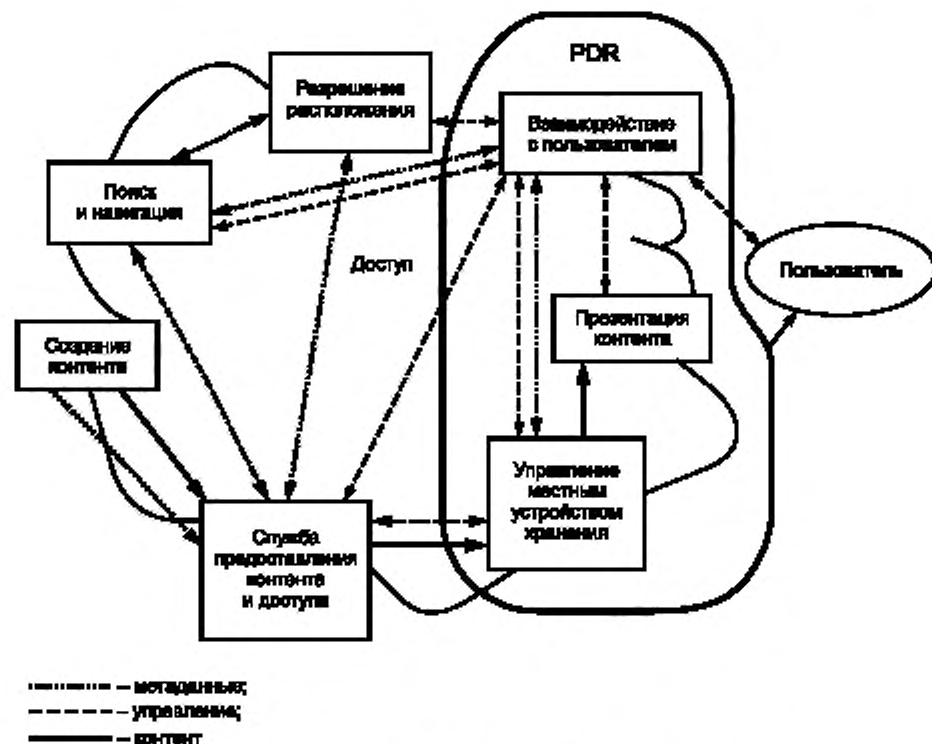 PDR
Разрешение
расположения
Взаимодействие
с пользователем
Поиск
и навигация
Доступ
Пользователь
Создание
контента
Презентация
контента
Управление
местным
устройством
хранения
Служба
предоставления
контента
и доступа
– метаданные;
– управление;
– контент